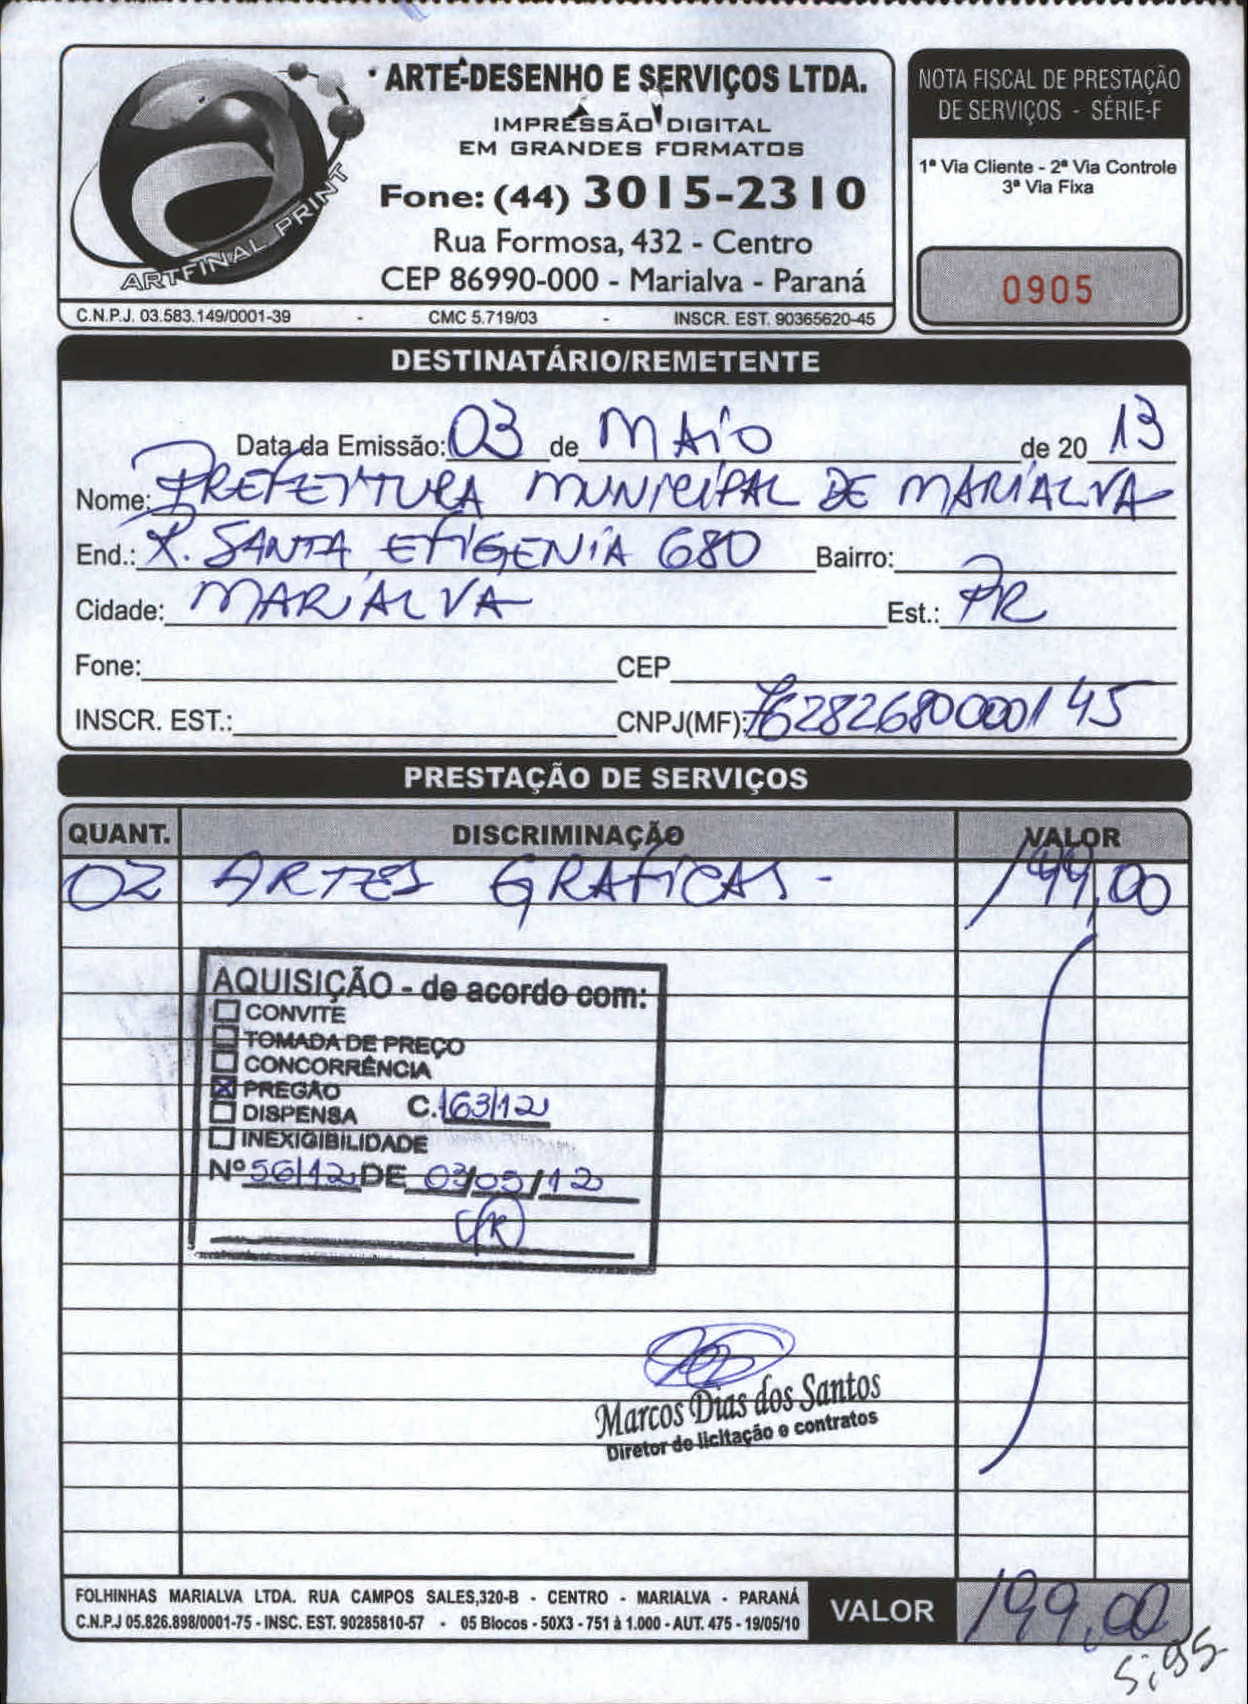 ARTE-DESENHO E SERVIÇOS LTDA.
IMPRESSÃO DIGITAL
EM GRANDES FORMATOS
Fone: (44) 3015-2310
Rua Formosa, 432 - Centro
CEP 86990-000 - Marialva - Paraná
ARTFINAL PRINT
C.N.P.J. 03.583.149/0001-39 - CMC 5.719/03 - INSCR. EST. 90365620-45
NOTA FISCAL DE PRESTAÇÃO
DE SERVIÇOS - SÉRIE-F
1ª Via Cliente - 2ª Via Controle
3ª Via Fixa
0905
DESTINATÁRIO/REMETENTE
Data da Emissão: 03 de MAIO de 20 13
Nome: PREFEITURA MUNICIPAL DE MARIALVA
End.: R. SANTA EFIGENIA 680 Bairro:
Cidade: MARIALVA Est.: PR
Fone: CEP
INSCR. EST.: CNPJ(MF): 76282680000145
PRESTAÇÃO DE SERVIÇOS
QUANT. DISCRIMINAÇÃO VALOR
02 ARTES GRAFICAS - 199,00
AQUISIÇÃO - de acordo com:
CONVITE
TOMADA DE PREÇO
CONCORRÊNCIA
PREGÃO
DISPENSA C. 163/12
INEXIGIBILIDADE
Nº 56/12 DE 03/05/12
Marcos Dias dos Santos
Diretor de licitação e contratos
FOLHINHAS MARIALVA LTDA. RUA CAMPOS SALES,320-B - CENTRO - MARIALVA - PARANÁ
C.N.P.J 05.826.898/0001-75 - INSC. EST. 90285810-57 - 05 Blocos - 50X3 - 751 à 1.000 - AUT. 475 - 19/05/10
VALOR 199,00
5,95